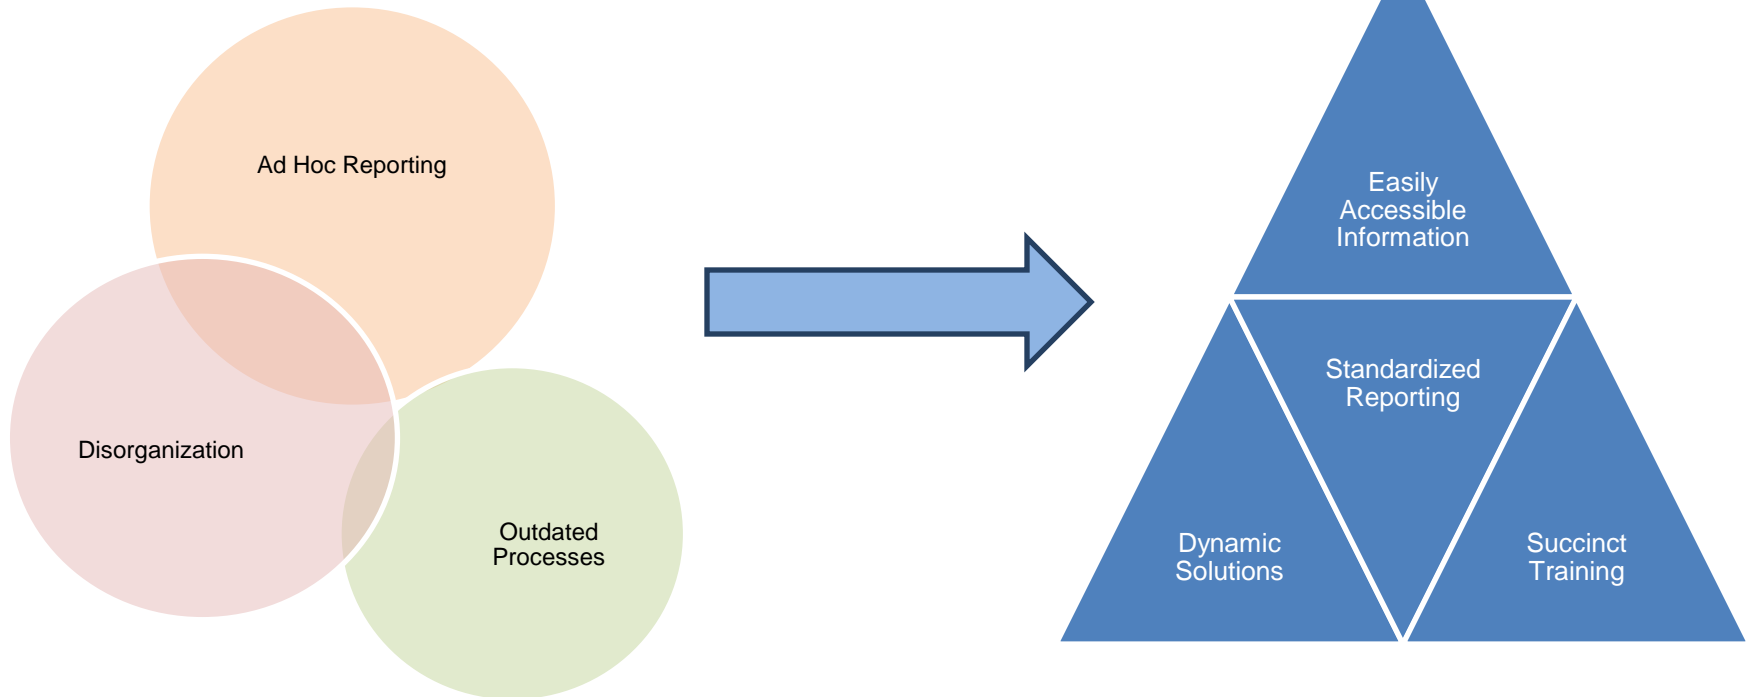 Ad Hoc Reporting
Disorganization
Outdated
Processes
Easily
Accessible
Information
Standardized
Reporting
Dynamic
Solutions
Succinct
Training